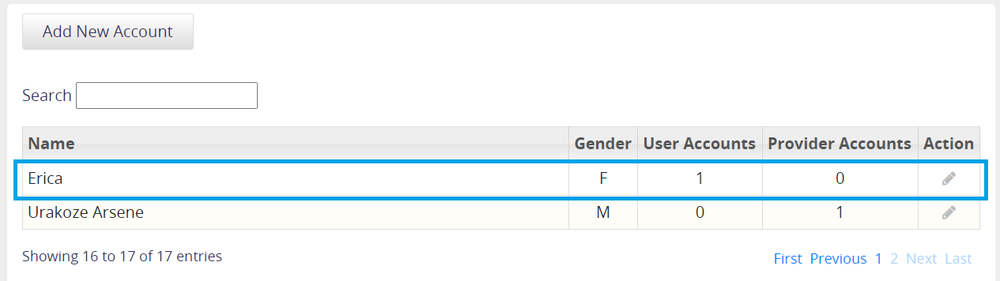 Add New Account
Search
Name Gender User Accounts Provider Accounts Action
Erica F 1 0
Urakoze Arsene M 0 1
Showing 16 to 17 of 17 entries First Previous 1 2 Next Last